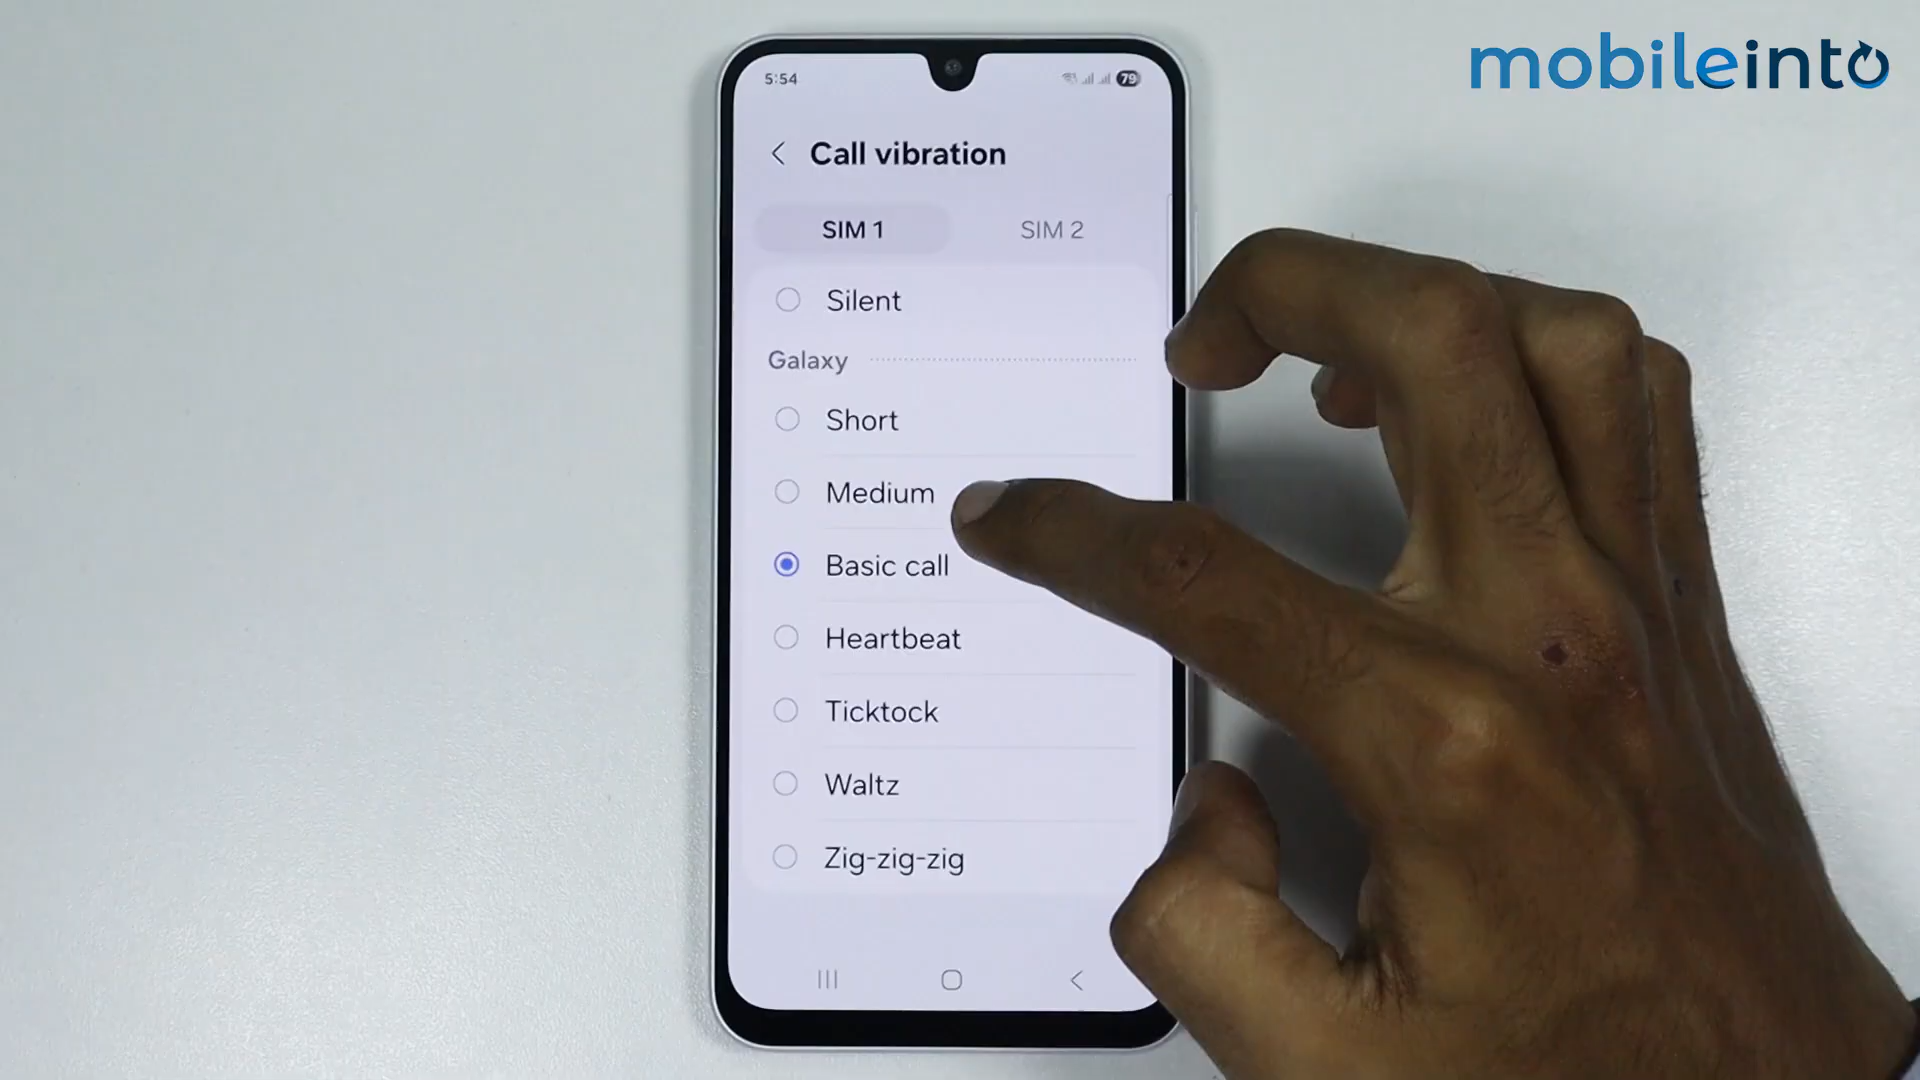 mobileinto
5:54
79
Call vibration
SIM 1
SIM 2
Silent
Galaxy
Short
Medium
Basic call
Heartbeat
Ticktock
Waltz
Zig-zig-zig